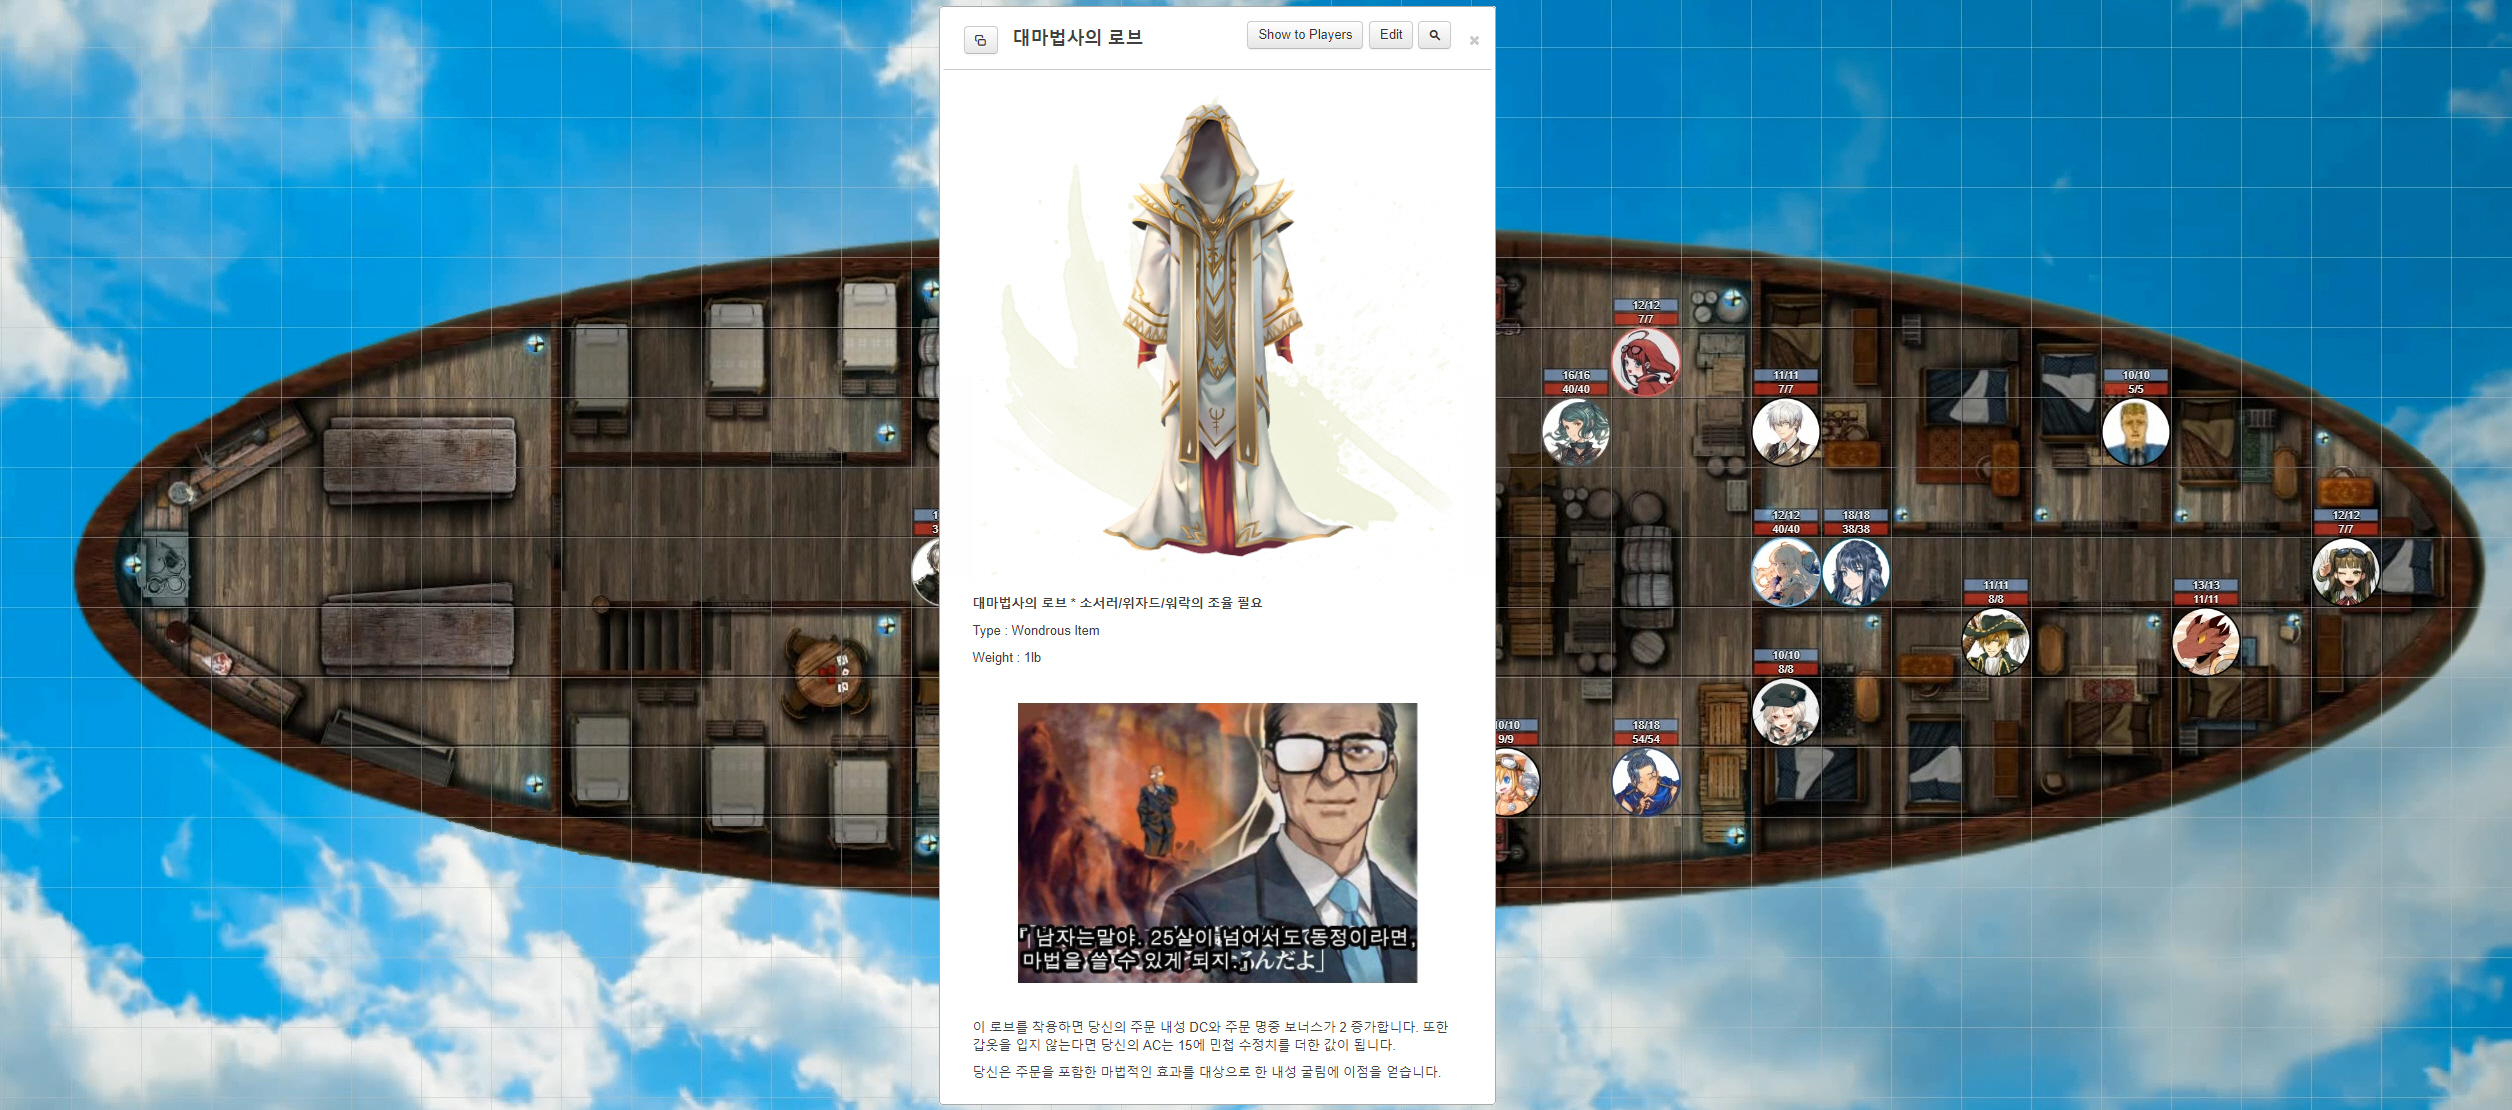 대마법사의 로브
Show to Players
Edit
대마법사의 로브 * 소서러/위자드/워락의 조율 필요
Type : Wondrous Item
Weight : 1lb
『남자는말야. 25살이 넘어서도 동정이라면,
마법을 쓸 수 있게 되지.』るんだよ」
이 로브를 착용하면 당신의 주문 내성 DC와 주문 명중 보너스가 2 증가합니다. 또한
갑옷을 입지 않는다면 당신의 AC는 15에 민첩 수정치를 더한 값이 됩니다.
당신은 주문을 포함한 마법적인 효과를 대상으로 한 내성 굴림에 이점을 얻습니다.
12/12
7/7
16/16
40/40
11/11
7/7
10/10
5/5
12/12
40/40
18/18
38/38
12/12
7/7
11/11
8/8
13/13
11/11
10/10
8/8
9/9
18/18
54/54